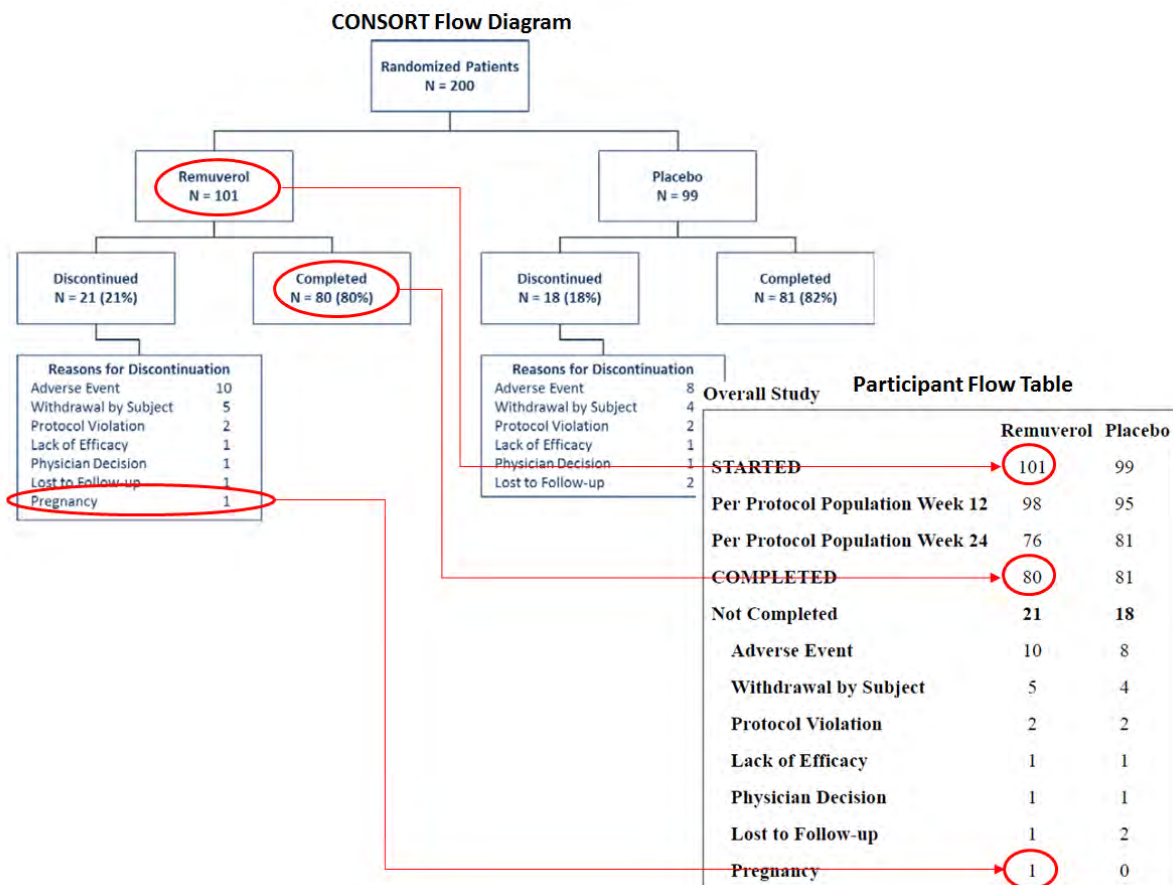 CONSORT Flow Diagram
Randomized Patients
N = 200
Remuverol
N = 101
Placebo
N = 99
Discontinued
N = 21 (21%)
Completed
N = 80 (80%)
Discontinued
N = 18 (18%)
Completed
N = 81 (82%)
Reasons for Discontinuation
Adverse Event 10
Withdrawal by Subject 5
Protocol Violation 2
Lack of Efficacy 1
Physician Decision 1
Lost to Follow-up 1
Pregnancy 1
Reasons for Discontinuation
Adverse Event 8
Withdrawal by Subject 4
Protocol Violation 2
Lack of Efficacy 1
Physician Decision 1
Lost to Follow-up 2
Participant Flow Table
Overall Study
Remuverol Placebo
STARTED 101 99
Per Protocol Population Week 12 98 95
Per Protocol Population Week 24 76 81
COMPLETED 80 81
Not Completed 21 18
Adverse Event 10 8
Withdrawal by Subject 5 4
Protocol Violation 2 2
Lack of Efficacy 1 1
Physician Decision 1 1
Lost to Follow-up 1 2
Pregnancy 1 0